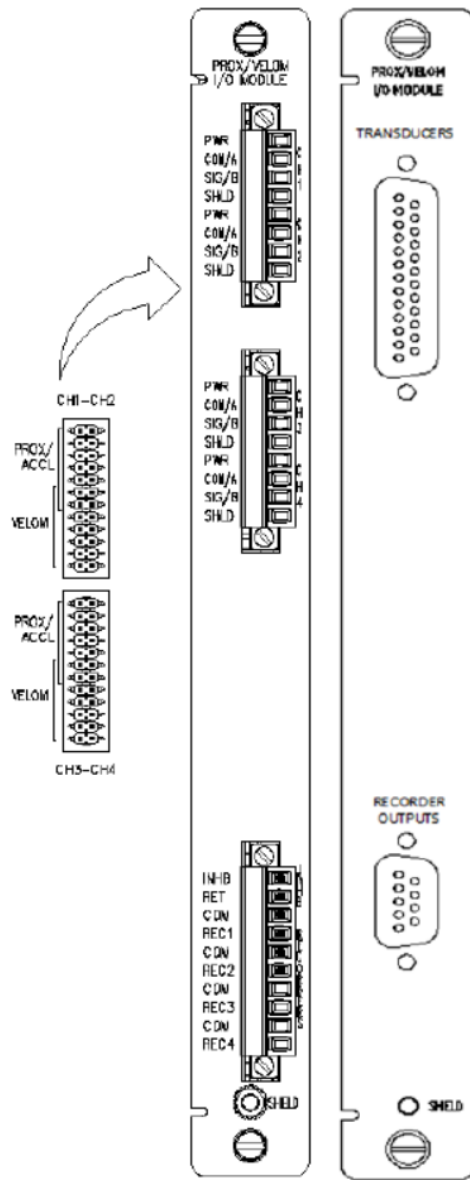 PROX/VELOM
I/O MODULE
PWR
COM/A
SIG/B
SHLD
PWR
COM/A
SIG/B
SHLD
PWR
COM/A
SIG/B
SHLD
PWR
COM/A
SIG/B
SHLD
INHB
RET
COM
REC1
COM
REC2
COM
REC3
COM
REC4
SHIELD
CH1-CH2
PROX/
ACCL
VELOM
PROX/
ACCL
VELOM
CH3-CH4
PROX/VELOM
I/O MODULE
TRANSDUCERS
RECORDER
OUTPUTS
SHIELD